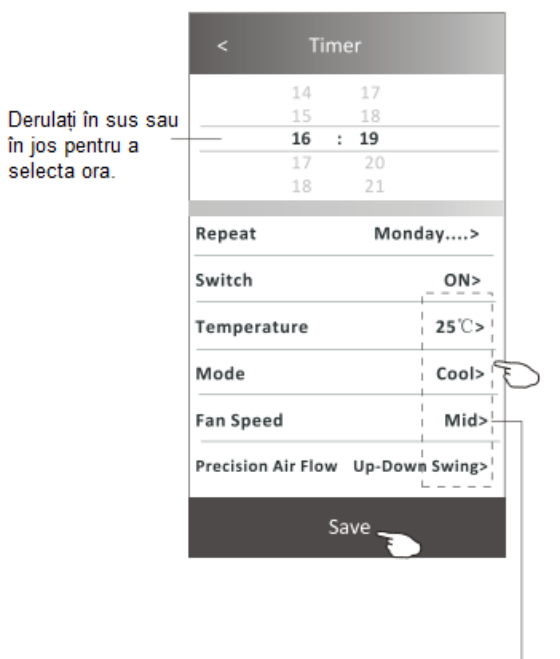 < Timer
14 17
15 18
16 : 19
17 20
18 21
Derulați în sus sau
în jos pentru a
selecta ora.
Repeat Monday....>
Switch ON>
Temperature 25℃>
Mode Cool>
Fan Speed Mid>
Precision Air Flow Up-Down Swing>
Save